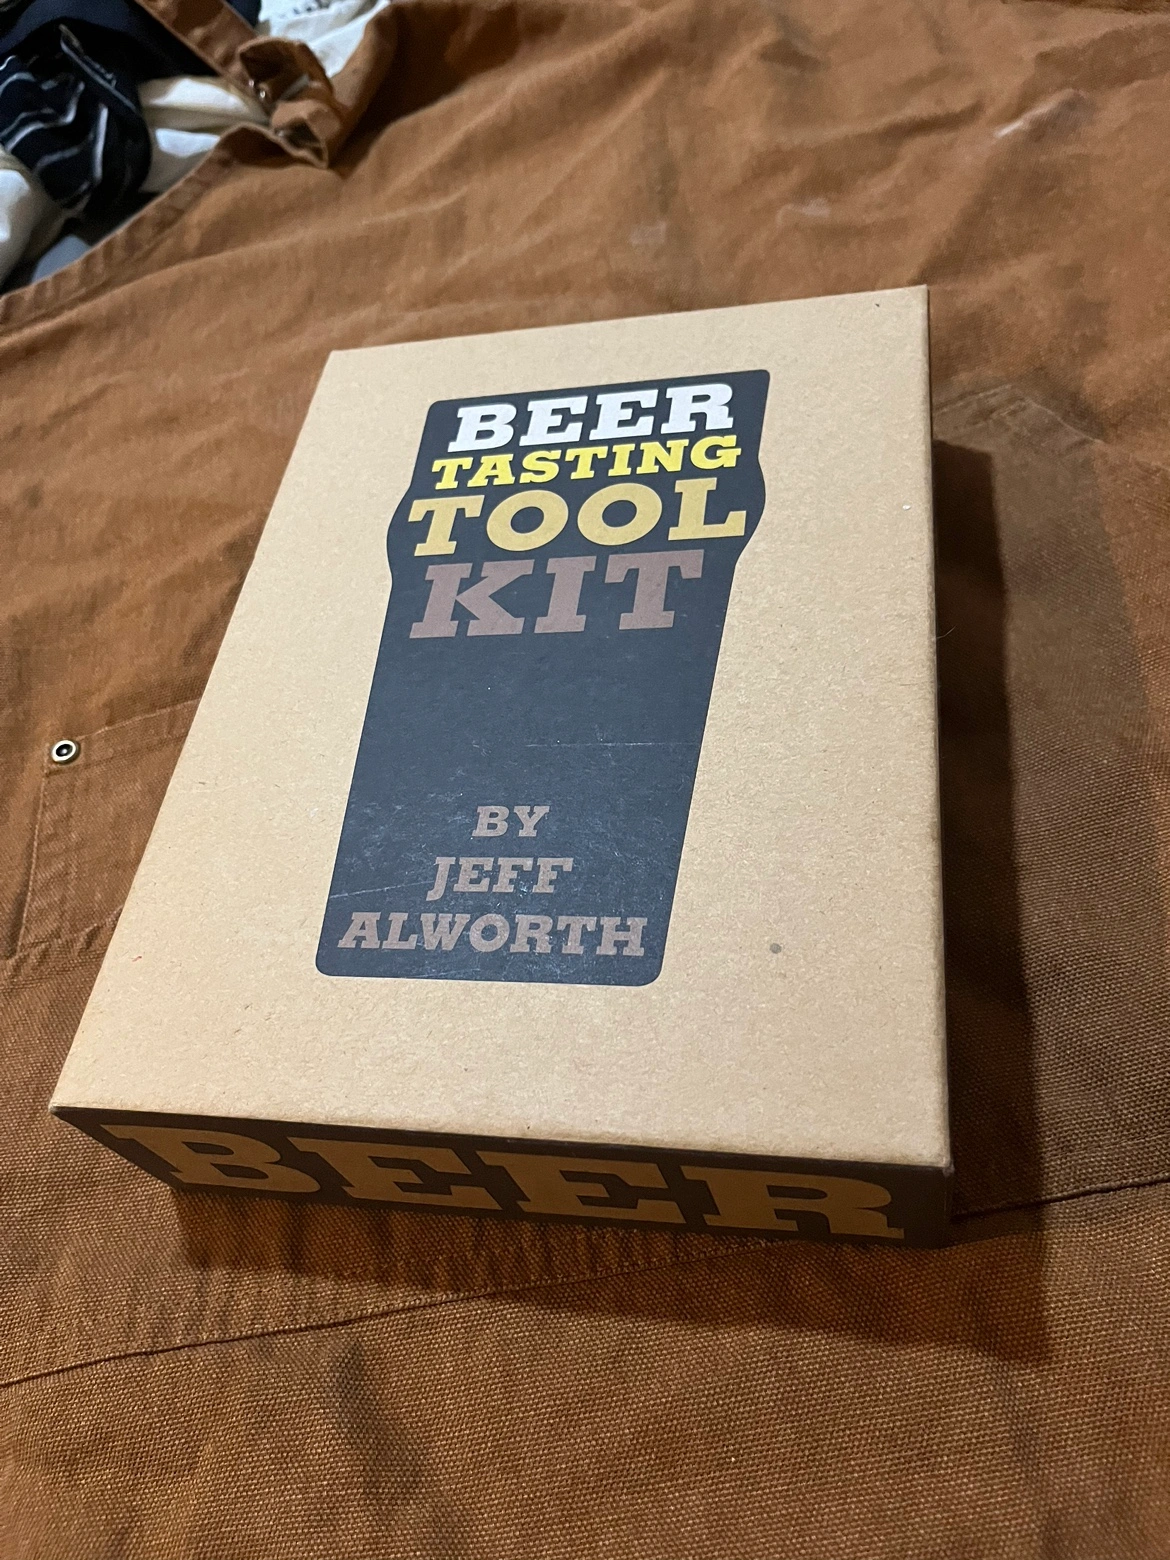 BEER
TASTING
TOOL
KIT
BY
JEFF
ALWORTH
BEER